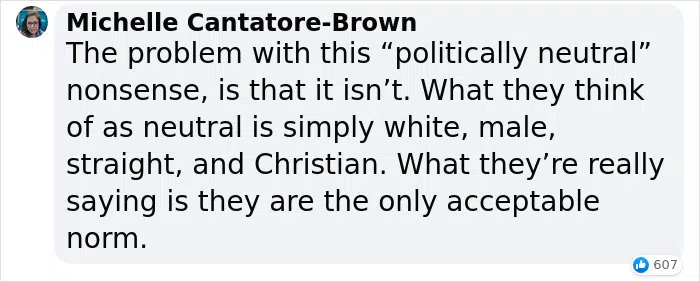 Michelle Cantatore-Brown
The problem with this “politically neutral”
nonsense, is that it isn’t. What they think
of as neutral is simply white, male,
straight, and Christian. What they’re really
saying is they are the only acceptable
norm.
607